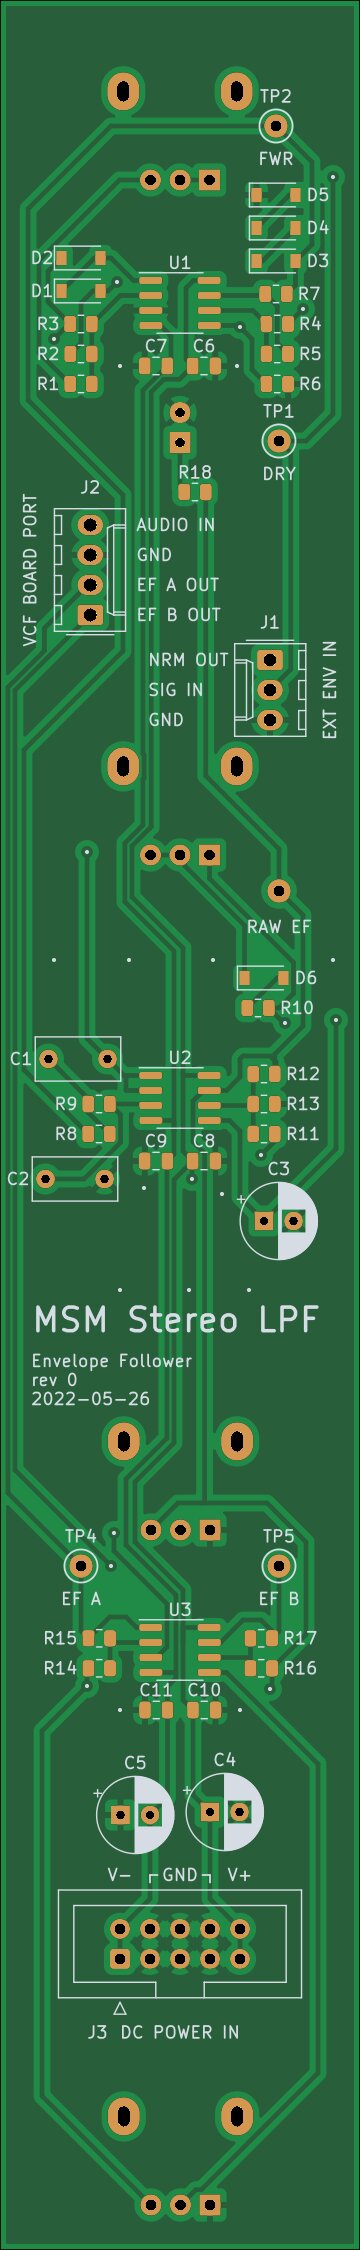 TP2
FWR
D5
D4
D2
U1
D3
D1
R7
R3
R4
R2
R5
C7
C6
R1
R6
TP1
DRY
R18
J2
VCF BOARD PORT
AUDIO IN
GND
EF A OUT
EF B OUT
J1
NRM OUT
SIG IN
GND
EXT ENV IN
RAW EF
D6
R10
C1
U2
R12
R9
R13
R8
R11
C9
C8
C2
C3
+
MSM Stereo LPF
Envelope Follower
rev 0
2022-05-26
TP4
TP5
EF A
EF B
U3
R15
R17
R14
R16
C11
C10
C5
C4
+
+
V-
GND
V+
J3 DC POWER IN